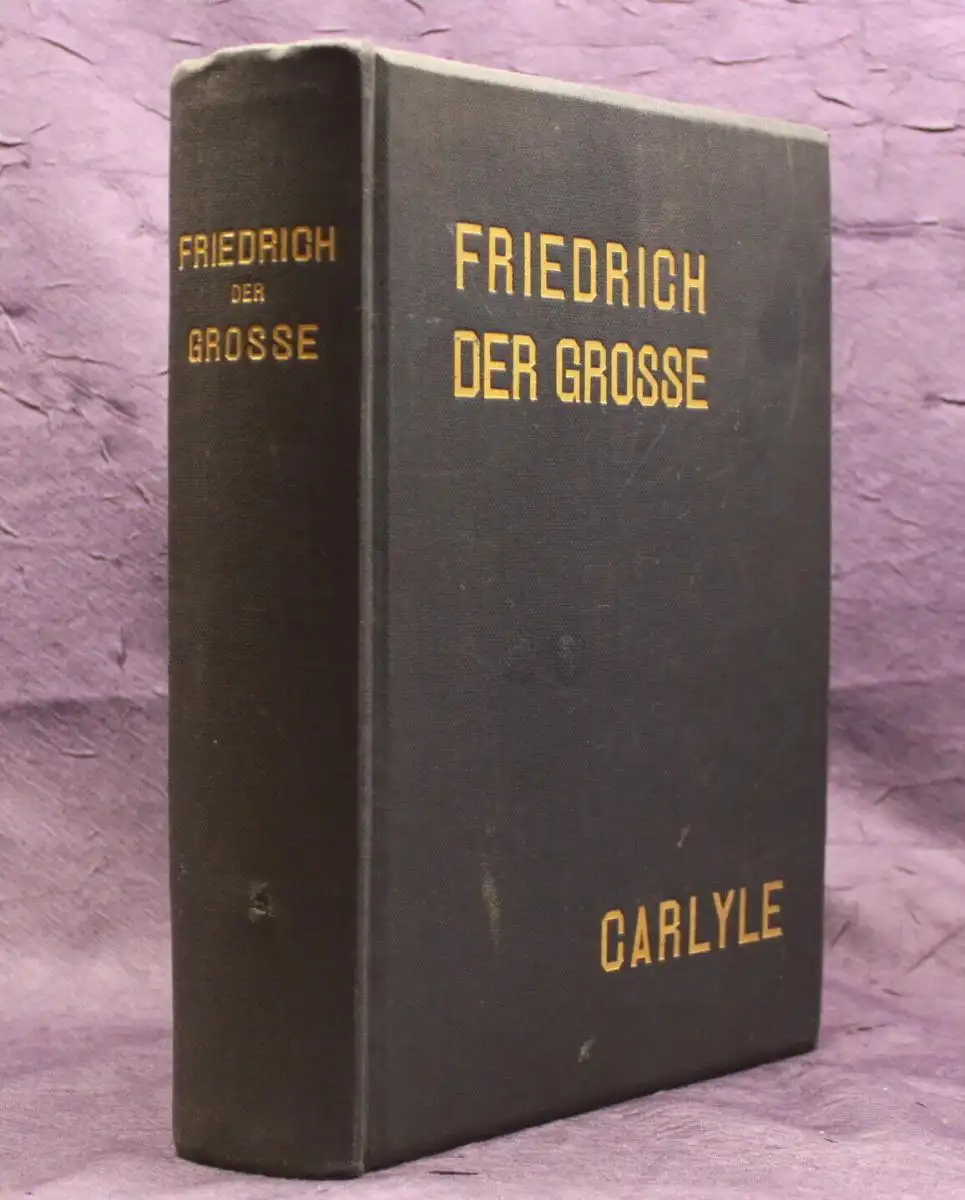 FRIEDRICH
DER
GROSSE
FRIEDRICH
DER GROSSE
CARLYLE